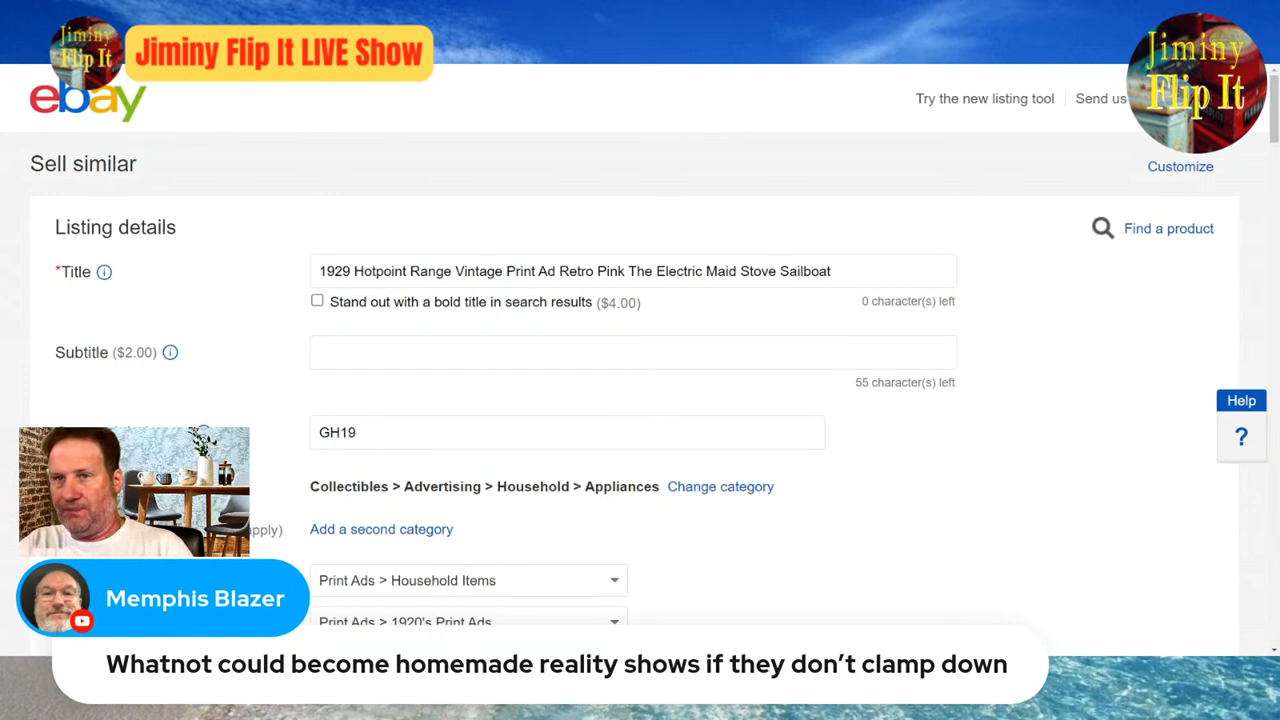 Jiminy
Flip It
Jiminy Flip It LIVE Show
Jiminy
Flip It
ebay
Try the new listing tool
Send us
Sell similar
Customize
Listing details
Find a product
*Title
1929 Hotpoint Range Vintage Print Ad Retro Pink The Electric Maid Stove Sailboat
Stand out with a bold title in search results ($4.00)
0 character(s) left
Subtitle ($2.00)
55 character(s) left
Help
?
GH19
Collectibles > Advertising > Household > Appliances Change category
Add a second category
Print Ads > Household Items
Print Ads > 1920's Print Ads
Memphis Blazer
Whatnot could become homemade reality shows if they don’t clamp down